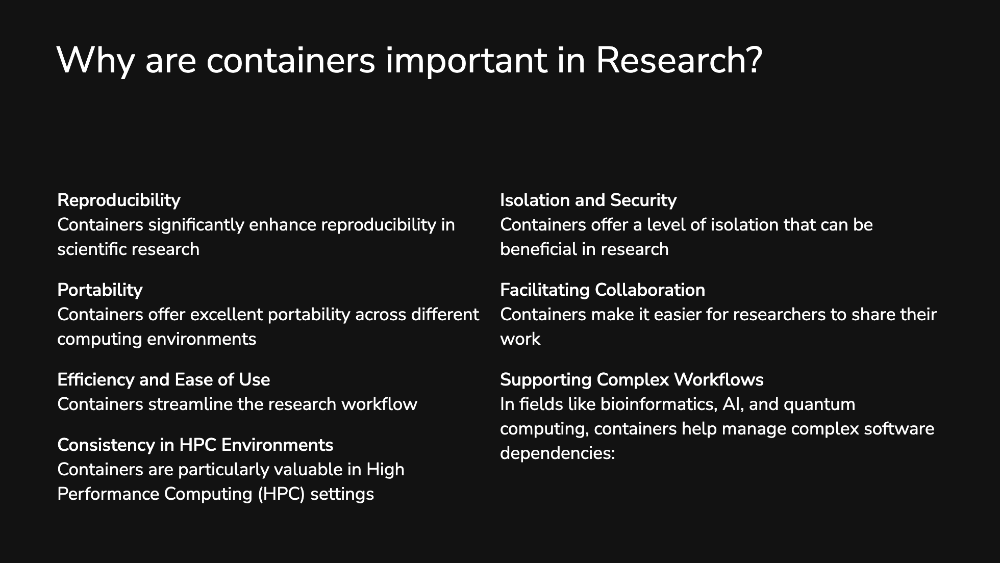 Why are containers important in Research?
Reproducibility
Containers significantly enhance reproducibility in
scientific research
Portability
Containers offer excellent portability across different
computing environments
Efficiency and Ease of Use
Containers streamline the research workflow
Consistency in HPC Environments
Containers are particularly valuable in High
Performance Computing (HPC) settings
Isolation and Security
Containers offer a level of isolation that can be
beneficial in research
Facilitating Collaboration
Containers make it easier for researchers to share their
work
Supporting Complex Workflows
In fields like bioinformatics, AI, and quantum
computing, containers help manage complex software
dependencies: